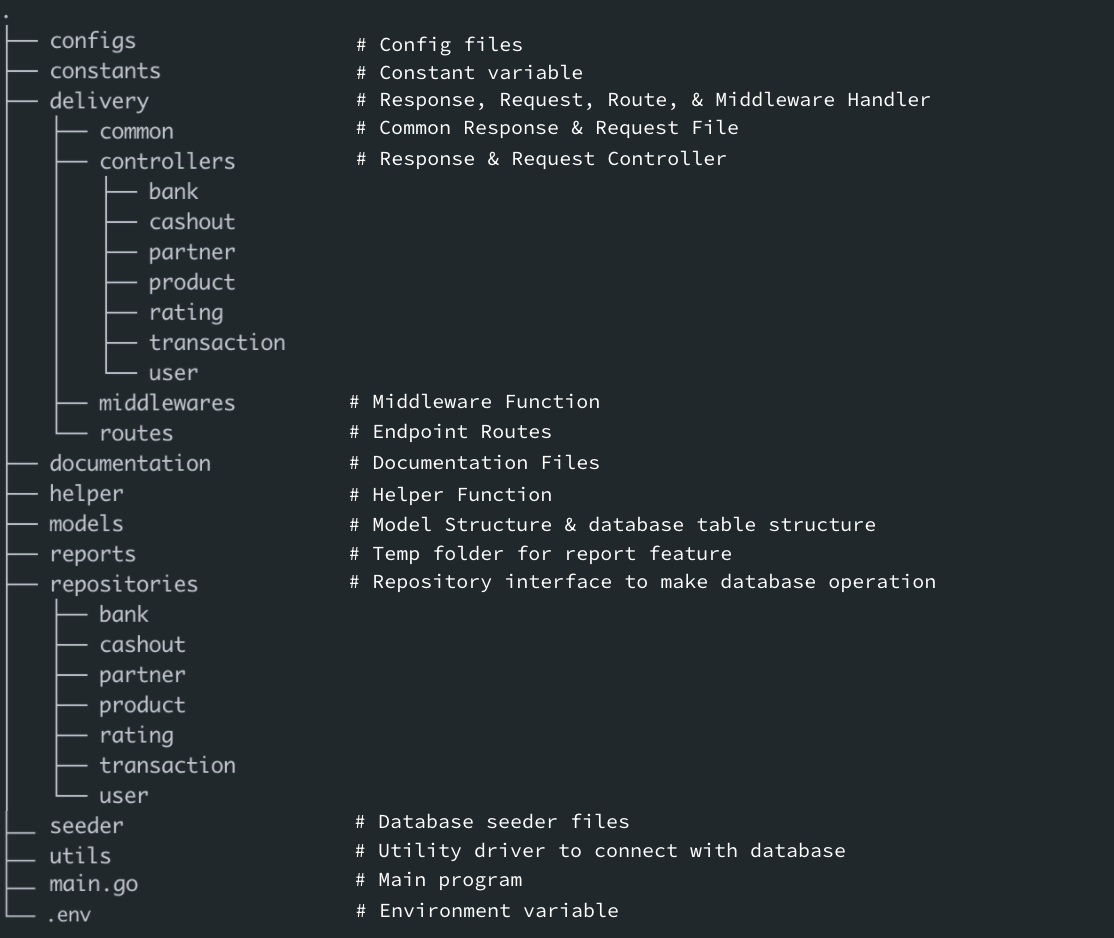 .
├── configs # Config files
├── constants # Constant variable
├── delivery # Response, Request, Route, & Middleware Handler
│   ├── common # Common Response & Request File
│   ├── controllers # Response & Request Controller
│   │   ├── bank
│   │   ├── cashout
│   │   ├── partner
│   │   ├── product
│   │   ├── rating
│   │   ├── transaction
│   │   └── user
│   ├── middlewares # Middleware Function
│   └── routes # Endpoint Routes
├── documentation # Documentation Files
├── helper # Helper Function
├── models # Model Structure & database table structure
├── reports # Temp folder for report feature
├── repositories # Repository interface to make database operation
│   ├── bank
│   ├── cashout
│   ├── partner
│   ├── product
│   ├── rating
│   ├── transaction
│   └── user
├── seeder # Database seeder files
├── utils # Utility driver to connect with database
├── main.go # Main program
└── .env # Environment variable